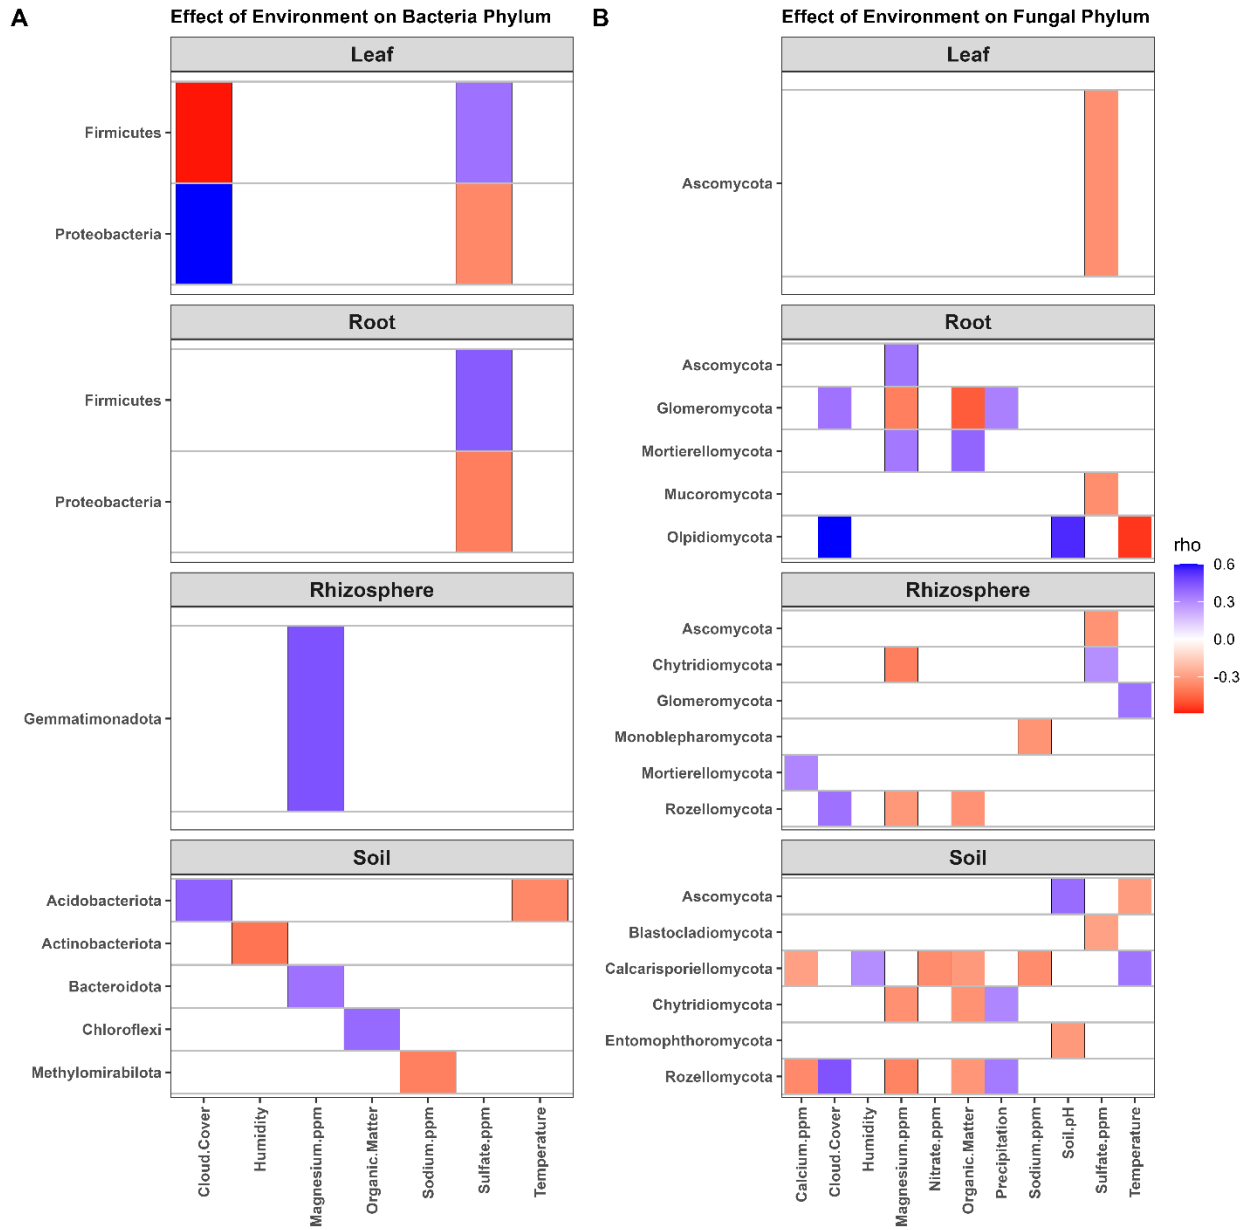 A
Effect of Environment on Bacteria Phylum
Leaf
Firmicutes
Proteobacteria
Root
Firmicutes
Proteobacteria
Rhizosphere
Gemmatimonadota
Soil
Acidobacteriota
Actinobacteriota
Bacteroidota
Chloroflexi
Methylomirabilota
Cloud.Cover
Humidity
Magnesium.ppm
Organic.Matter
Sodium.ppm
Sulfate.ppm
Temperature
B
Effect of Environment on Fungal Phylum
Leaf
Ascomycota
Root
Ascomycota
Glomeromycota
Mortierellomycota
Mucoromycota
Olpidiomycota
Rhizosphere
Ascomycota
Chytridiomycota
Glomeromycota
Monoblepharomycota
Mortierellomycota
Rozellomycota
Soil
Ascomycota
Blastocladiomycota
Calcarisporiellomycota
Chytridiomycota
Entomophthoromycota
Rozellomycota
Calcium.ppm
Cloud.Cover
Humidity
Magnesium.ppm
Nitrate.ppm
Organic.Matter
Precipitation
Sodium.ppm
Soil.pH
Sulfate.ppm
Temperature
rho
0.6
0.3
0.0
-0.3